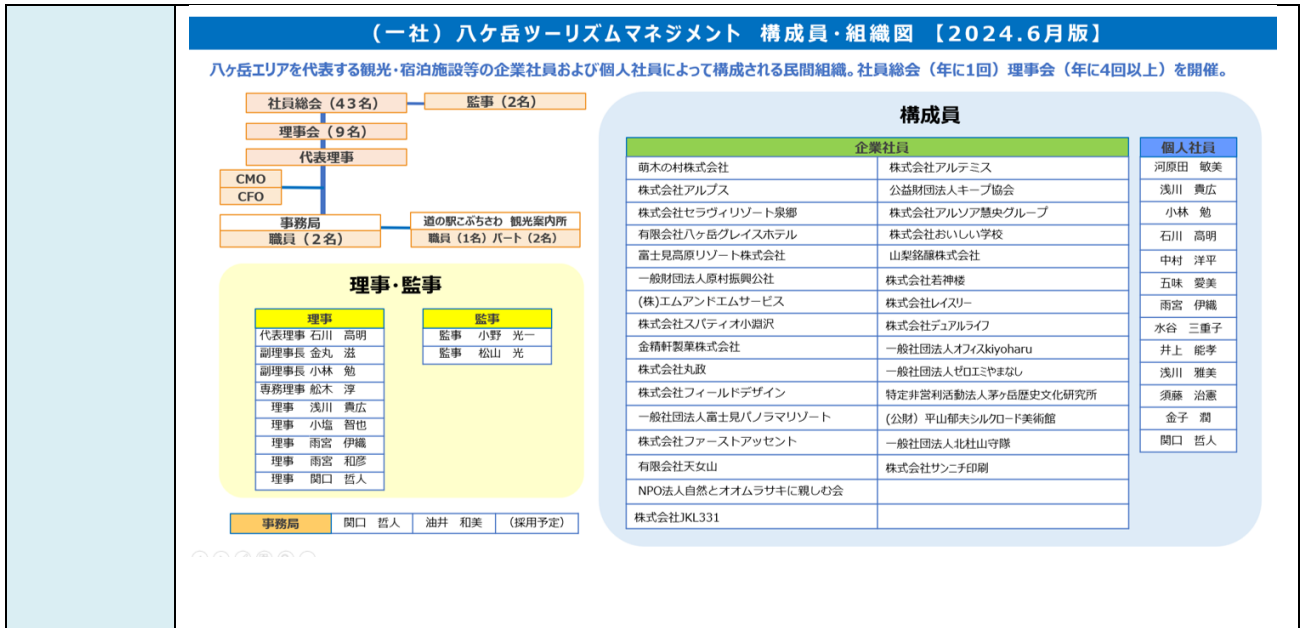 （一社）八ケ岳ツーリズムマネジメント 構成員・組織図 【2024.6月版】
八ヶ岳エリアを代表する観光・宿泊施設等の企業社員および個人社員によって構成される民間組織。社員総会（年に1回）理事会（年に4回以上）を開催。
社員総会（４３名）
監事（2名）
理事会（９名）
代表理事
CMO
CFO
事務局
職員（２名）
道の駅こぶちさわ 観光案内所
職員（1名）パート（2名）
理事・監事
理事
代表理事 石川 高明
副理事長 金丸 滋
副理事長 小林 勉
専務理事 舩木 淳
理事 浅川 貴広
理事 小塩 智也
理事 雨宮 伊織
理事 雨宮 和彦
理事 関口 哲人
監事
監事 小野 光一
監事 松山 光
事務局 関口 哲人 油井 和美 （採用予定）
構成員
企業社員
萌木の村株式会社 株式会社アルテミス
株式会社アルプス 公益財団法人キープ協会
株式会社セラヴィリゾート泉郷 株式会社アルソア慧央グループ
有限会社八ヶ岳グレイスホテル 株式会社おいしい学校
富士見高原リゾート株式会社 山梨銘醸株式会社
一般財団法人原村振興公社 株式会社若神楼
(株)エムアンドエムサービス 株式会社レイスリー
株式会社スパティオ小淵沢 株式会社デュアルライフ
金精軒製菓株式会社 一般社団法人オフィスkiyoharu
株式会社丸政 一般社団法人ゼロエミやまなし
株式会社フィールドデザイン 特定非営利活動法人茅ヶ岳歴史文化研究所
一般社団法人富士見パノラマリゾート (公財）平山郁夫シルクロード美術館
株式会社ファーストアッセント 一般社団法人北杜山守隊
有限会社天女山 株式会社サンニチ印刷
NPO法人自然とオオムラサキに親しむ会
株式会社JKL331
個人社員
河原田 敏美
浅川 貴広
小林 勉
石川 高明
中村 洋平
五味 愛美
雨宮 伊織
水谷 三重子
井上 能孝
浅川 雅美
須藤 治憲
金子 潤
関口 哲人